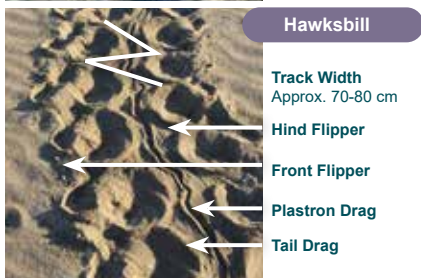 Hawksbill
Track Width
Approx. 70-80 cm
Hind Flipper
Front Flipper
Plastron Drag
Tail Drag